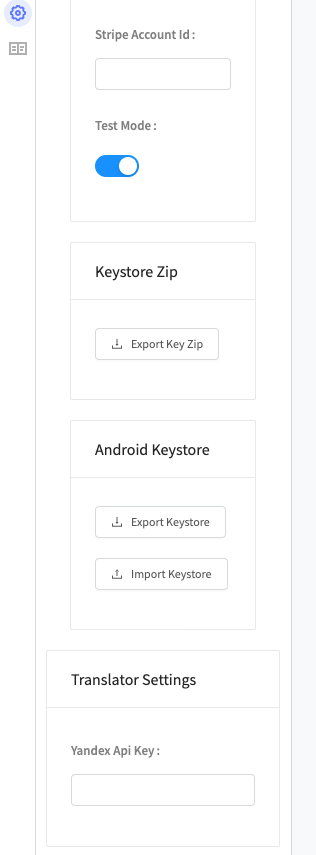 Stripe Account Id :
Test Mode :
Keystore Zip
Export Key Zip
Android Keystore
Export Keystore
Import Keystore
Translator Settings
Yandex Api Key :